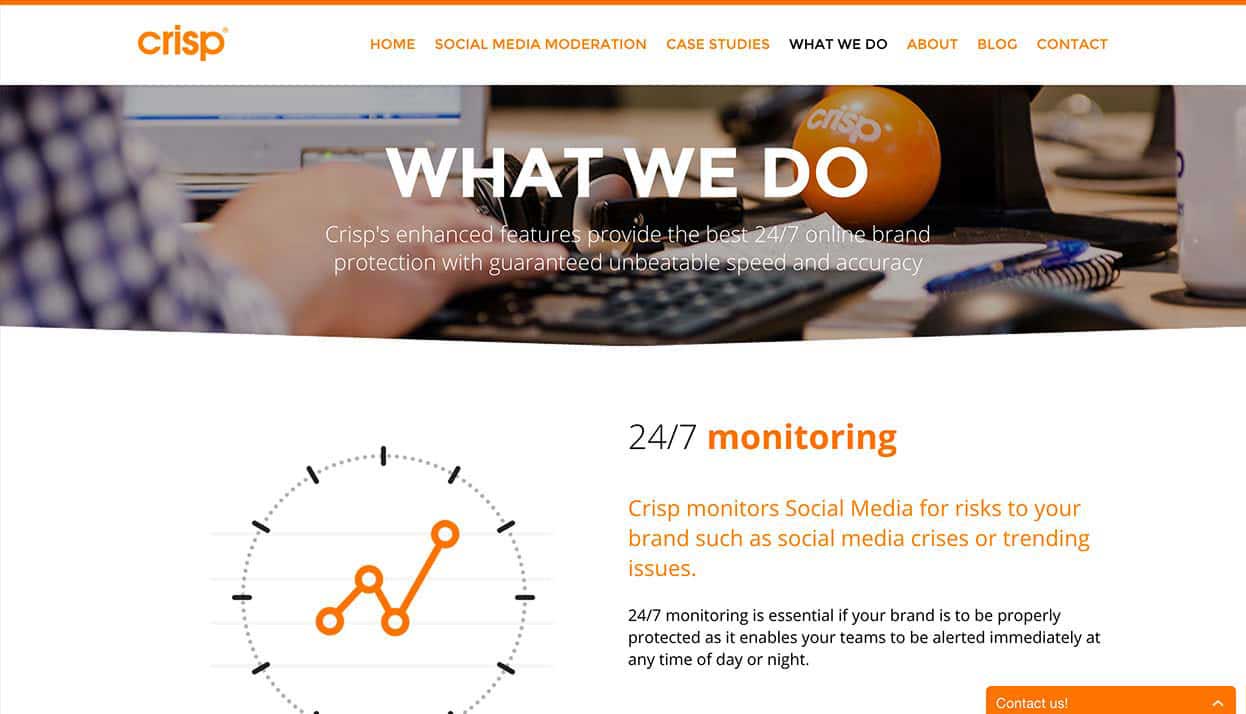 crisp®
HOME SOCIAL MEDIA MODERATION CASE STUDIES WHAT WE DO ABOUT BLOG CONTACT
crisp
WHAT WE DO
Crisp's enhanced features provide the best 24/7 online brand
protection with guaranteed unbeatable speed and accuracy
24/7 monitoring
Crisp monitors Social Media for risks to your
brand such as social media crises or trending
issues.
24/7 monitoring is essential if your brand is to be properly
protected as it enables your teams to be alerted immediately at
any time of day or night.
Contact us!